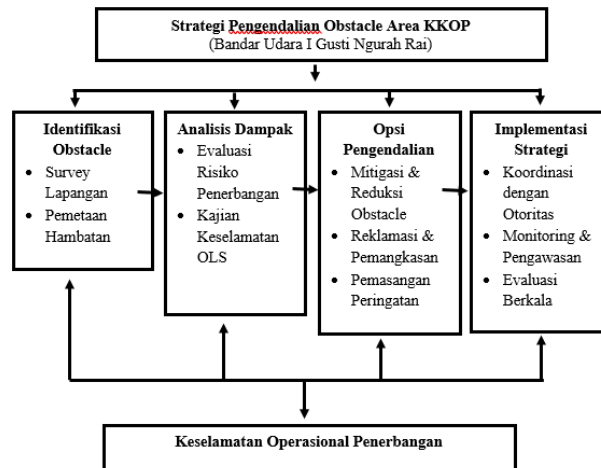 Strategi Pengendalian Obstacle Area KKOP
(Bandar Udara I Gusti Ngurah Rai)
Identifikasi
Obstacle
• Survey
Lapangan
• Pemetaan
Hambatan
Analisis Dampak
• Evaluasi
Risiko
Penerbangan
• Kajian
Keselamatan
OLS
Opsi
Pengendalian
• Mitigasi &
Reduksi
Obstacle
• Reklamasi &
Pemangkasan
• Pemasangan
Peringatan
Implementasi
Strategi
• Koordinasi
dengan
Otoritas
• Monitoring &
Pengawasan
• Evaluasi
Berkala
Keselamatan Operasional Penerbangan